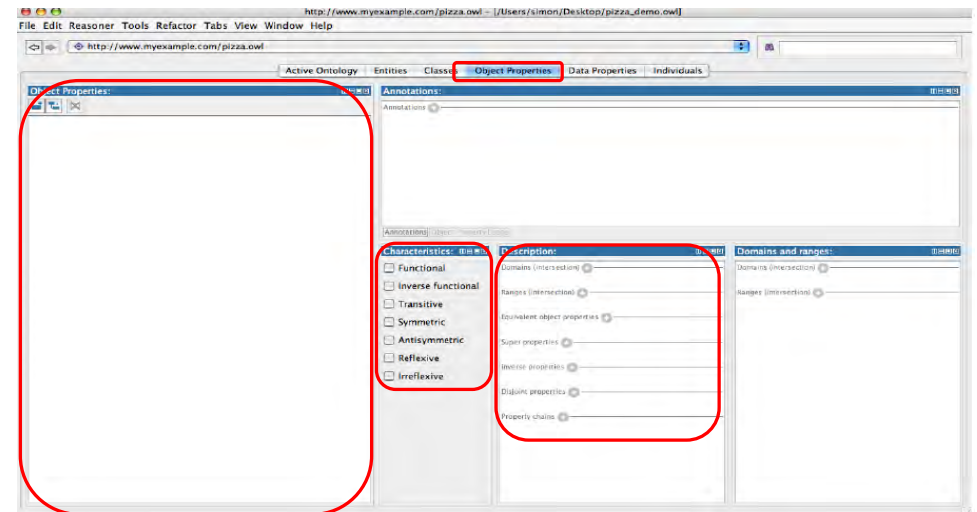 http://www.myexample.com/pizza.owl - [/Users/simon/Desktop/pizza_demo.owl]
File Edit Reasoner Tools Refactor Tabs View Window Help
http://www.myexample.com/pizza.owl
Active Ontology Entities Classes Object Properties Data Properties Individuals
Object Properties:
Annotations:
Annotations
Annotations
Characteristics:
Functional
Inverse functional
Transitive
Symmetric
Antisymmetric
Reflexive
Irreflexive
Description:
Domains (intersection)
Ranges (intersection)
Equivalent object properties
Super properties
Inverse properties
Disjoint properties
Property chains
Domains and ranges:
Domains (intersection)
Ranges (intersection)